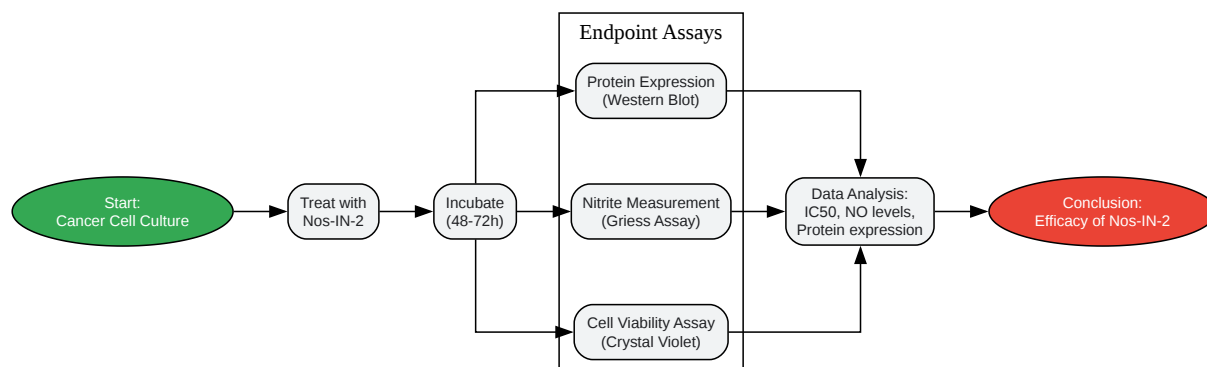 Start:
Cancer Cell Culture
Treat with
Nos-IN-2
Incubate
(48-72h)
Endpoint Assays
Protein Expression
(Western Blot)
Nitrite Measurement
(Griess Assay)
Cell Viability Assay
(Crystal Violet)
Data Analysis:
IC50, NO levels,
Protein expression
Conclusion:
Efficacy of Nos-IN-2